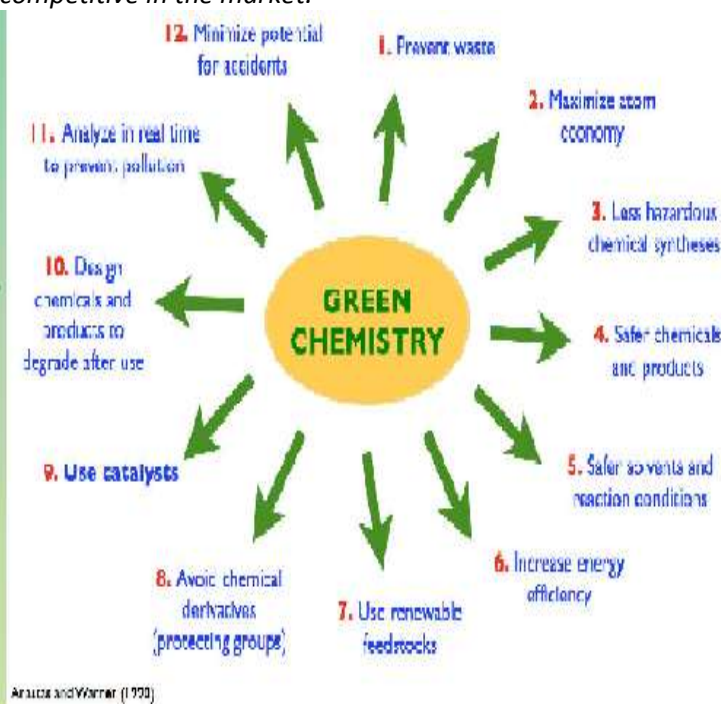 competitive in the market.
12. Minimize potential
for accidents
1. Prevent waste
2. Maximize atom
economy
3. Less hazardous
chemical syntheses
4. Safer chemicals
and products
5. Safer solvents and
reaction conditions
6. Increase energy
efficiency
7. Use renewable
feedstocks
8. Avoid chemical
derivatives
(protecting groups)
9. Use catalysts
10. Design
chemicals and
products to
degrade after use
11. Analyze in real time
to prevent pollution
GREEN
CHEMISTRY
Anastas and Warner